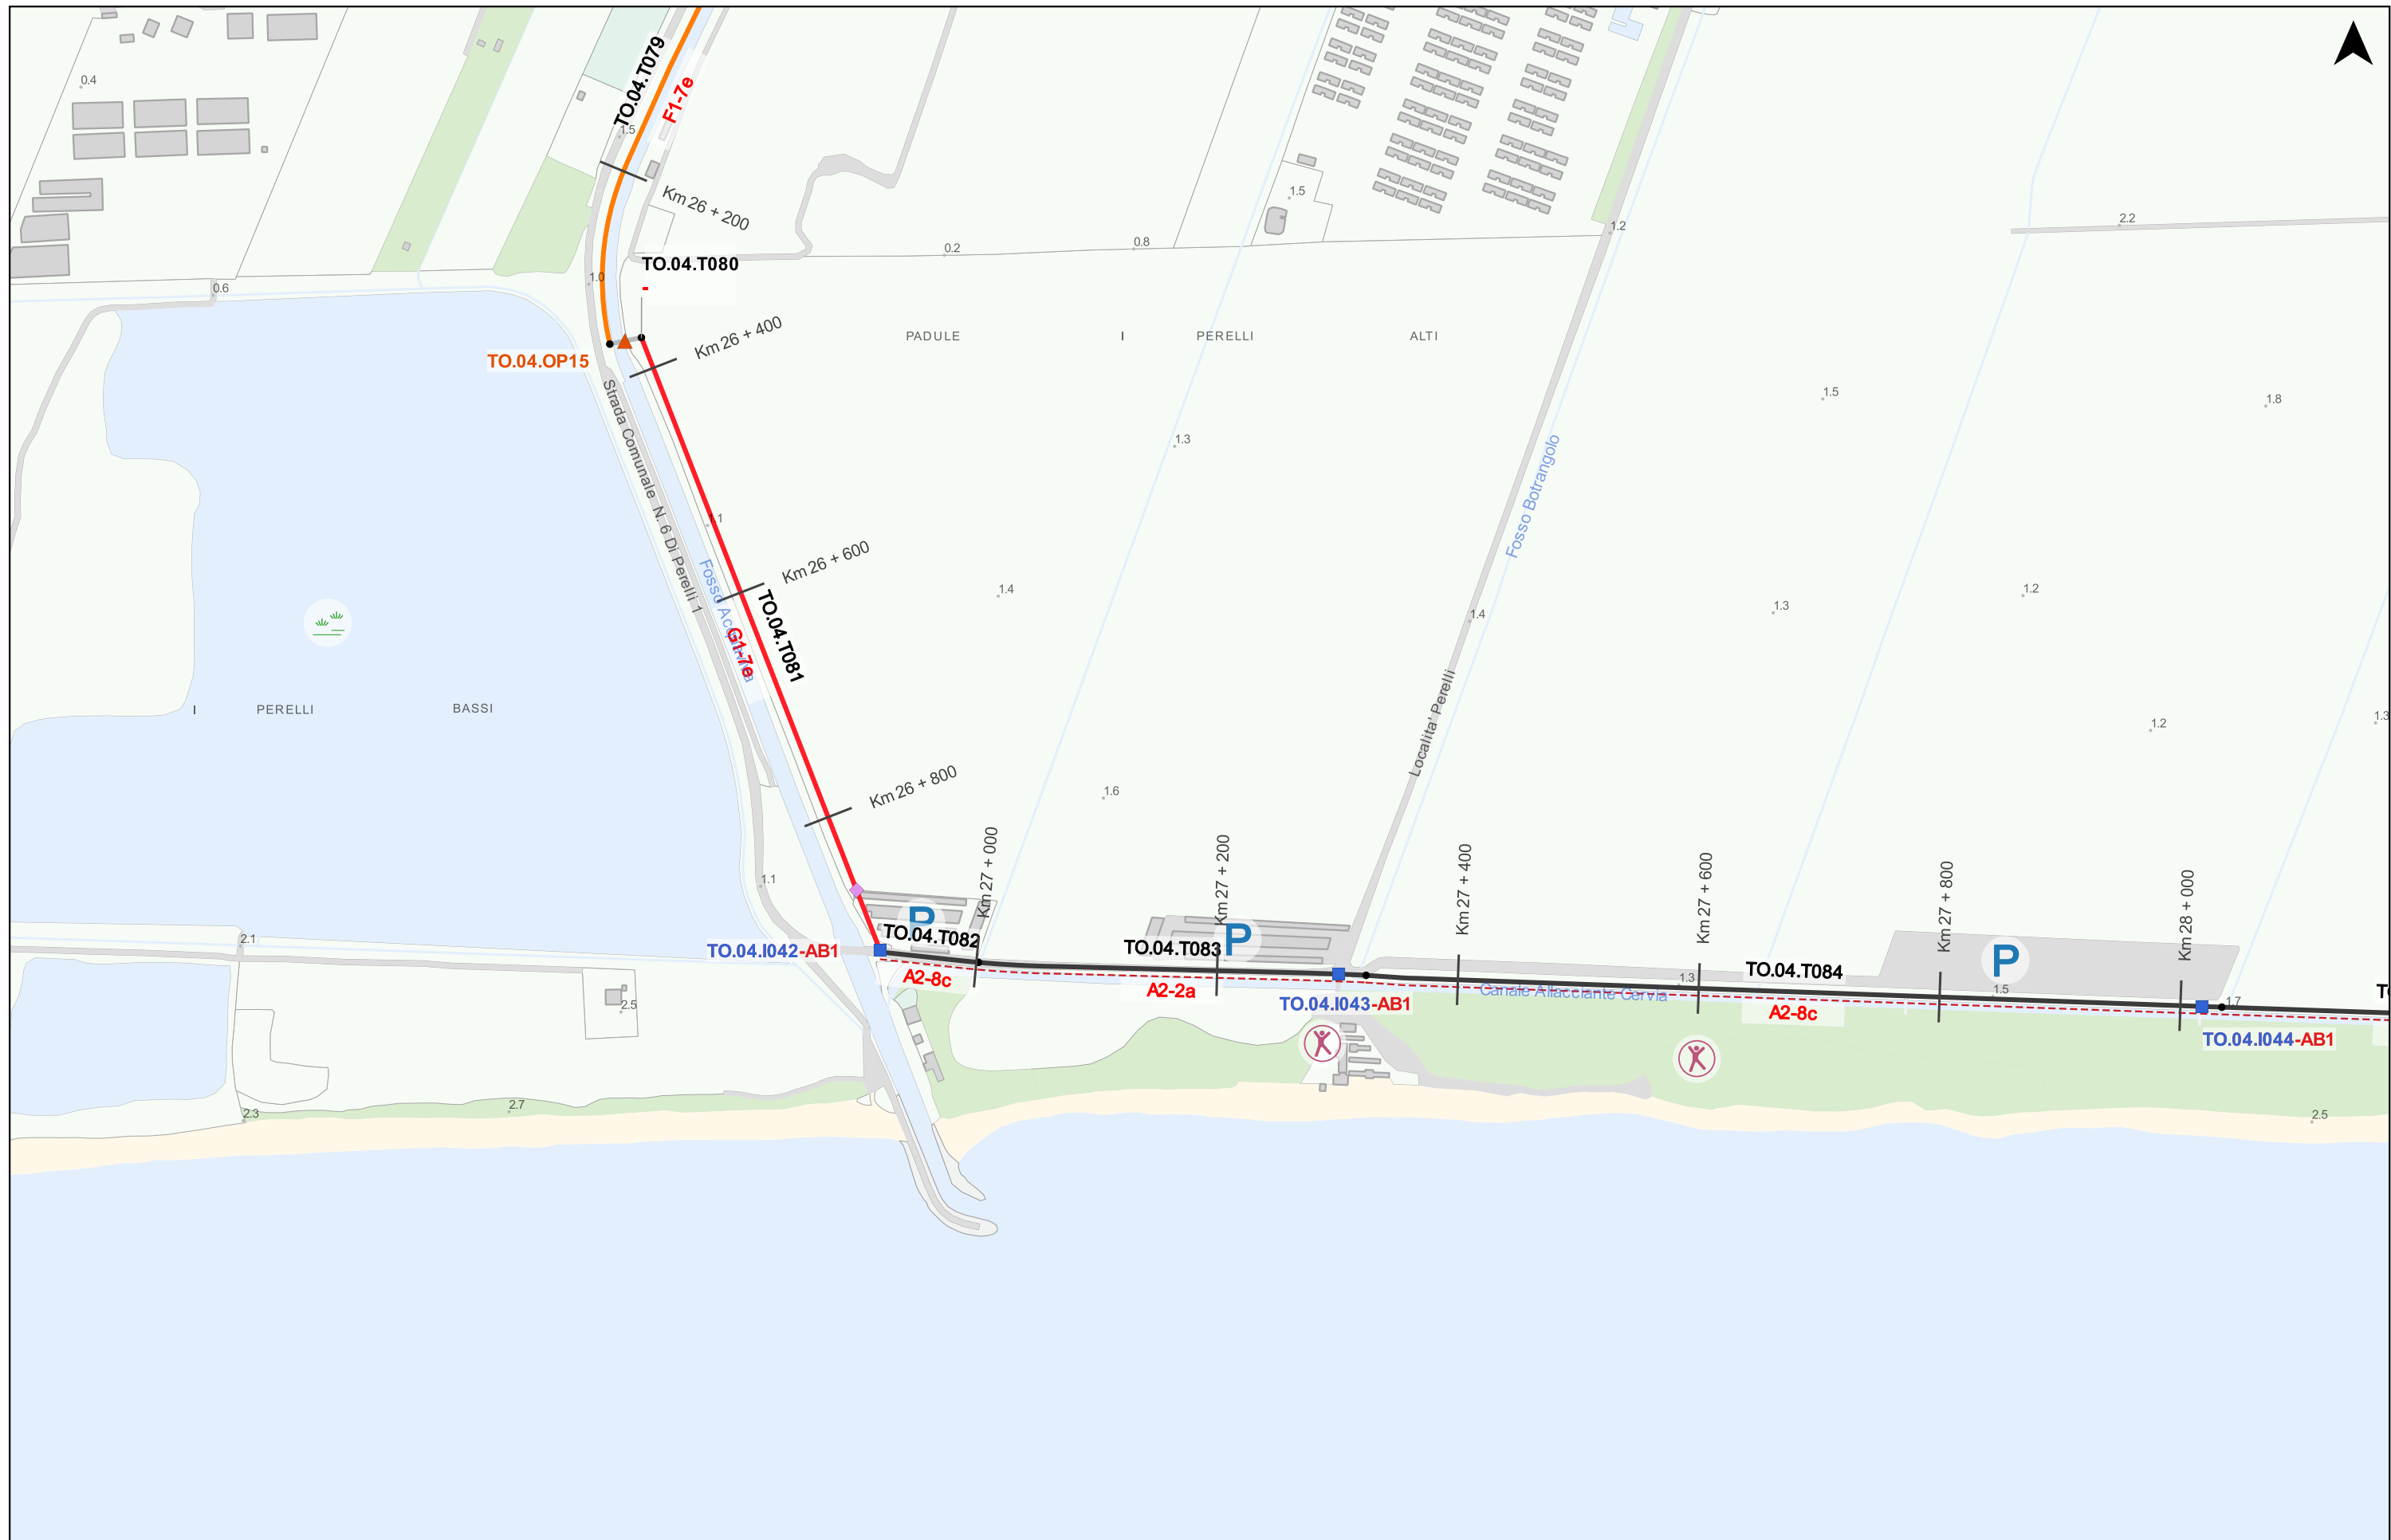 TO.04.T079
F1-7e
0.4
1.5
Km 26 + 200
1.5
1.2
2.2
0.2
0.8
TO.04.T080
-
1.0
0.6
Km 26 + 400
PADULE I PERELLI ALTI
TO.04.OP15
1.5
1.8
Strada Comunale N. 6 Di Perelli 1
1.3
Fosso Botrangolo
1.1
Km 26 + 600
1.4
1.2
1.3
1.4
TO.04.T081
G1-7e
I PERELLI BASSI
Localita' Perelli
1.2
1.3
Km 26 + 800
1.6
1.1
Km 27 + 000
Km 27 + 200
Km 27 + 400
Km 27 + 600
Km 27 + 800
Km 28 + 000
P
P
P
2.1
TO.04.I042-AB1
TO.04.T082
TO.04.T083
TO.04.T084
A2-8c
A2-2a
1.3
Canale Allacciante Cervia
1.5
1.7
TO.04.I043-AB1
A2-8c
TO.04.I044-AB1
2.5
2.3
2.7
2.5